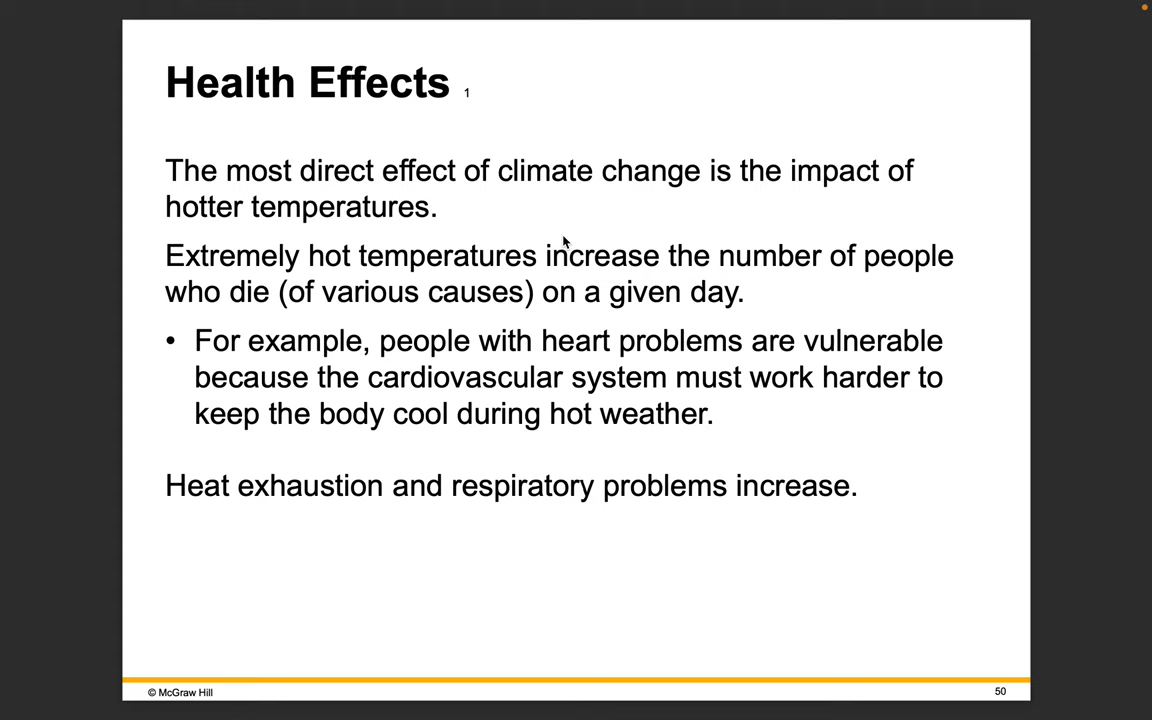 Health Effects 1
The most direct effect of climate change is the impact of
hotter temperatures.
Extremely hot temperatures increase the number of people
who die (of various causes) on a given day.
• For example, people with heart problems are vulnerable
because the cardiovascular system must work harder to
keep the body cool during hot weather.
Heat exhaustion and respiratory problems increase.
© McGraw Hill
50